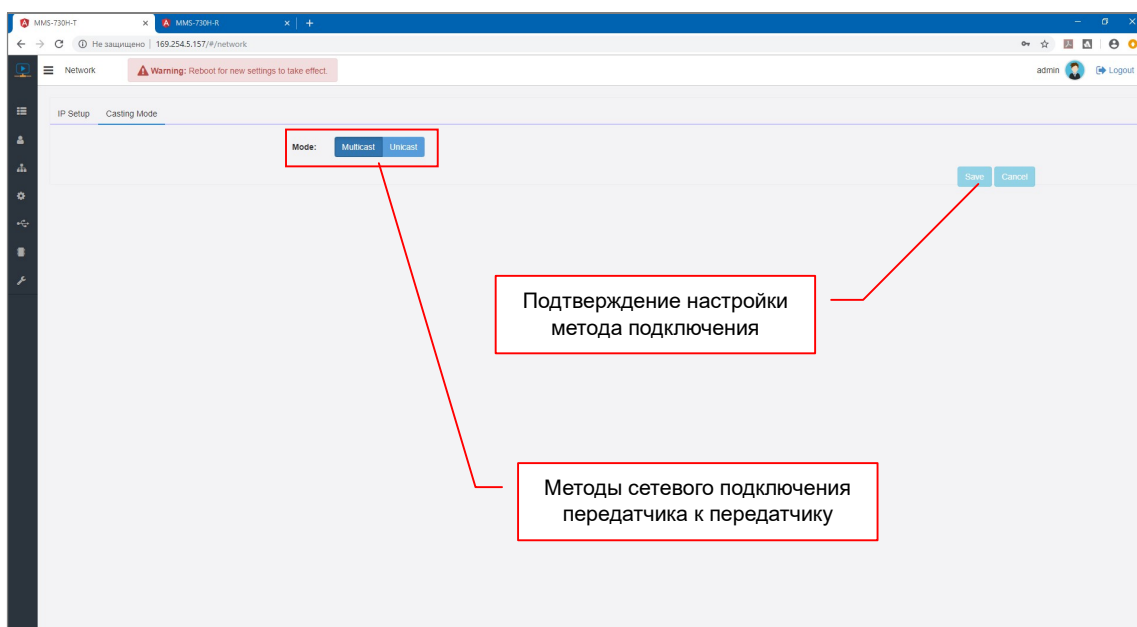 MMS-730H-T
MMS-730H-R
Не защищено | 169.254.5.157/#/network
Network
Warning: Reboot for new settings to take effect.
admin
Logout
IP Setup
Casting Mode
Mode: Multicast Unicast
Save Cancel
Подтверждение настройки
метода подключения
Методы сетевого подключения
передатчика к передатчику